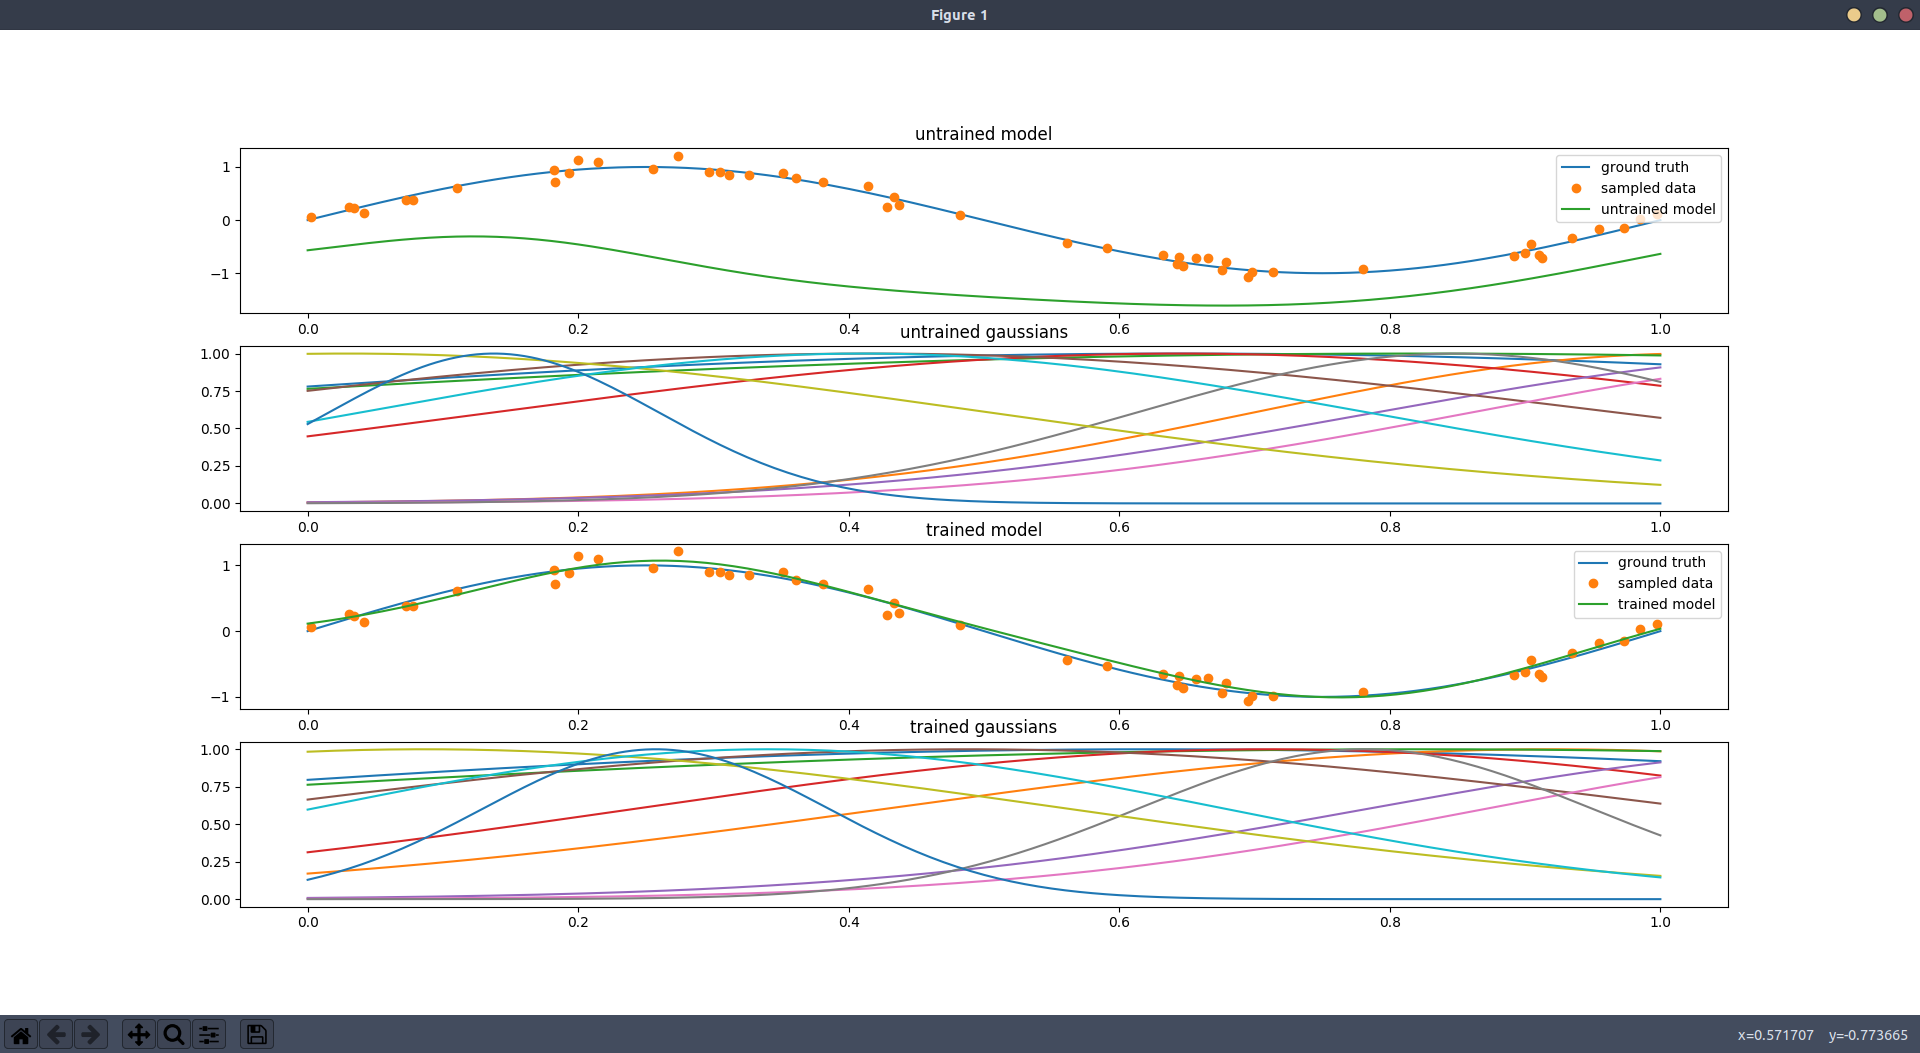 Figure 1
untrained model
1
0
−1
ground truth
sampled data
untrained model
0.0 0.2 0.4 0.6 0.8 1.0
untrained gaussians
1.00
0.75
0.50
0.25
0.00
0.0 0.2 0.4 0.6 0.8 1.0
trained model
1
0
−1
ground truth
sampled data
trained model
0.0 0.2 0.4 0.6 0.8 1.0
trained gaussians
1.00
0.75
0.50
0.25
0.00
0.0 0.2 0.4 0.6 0.8 1.0
x=0.571707 y=-0.773665